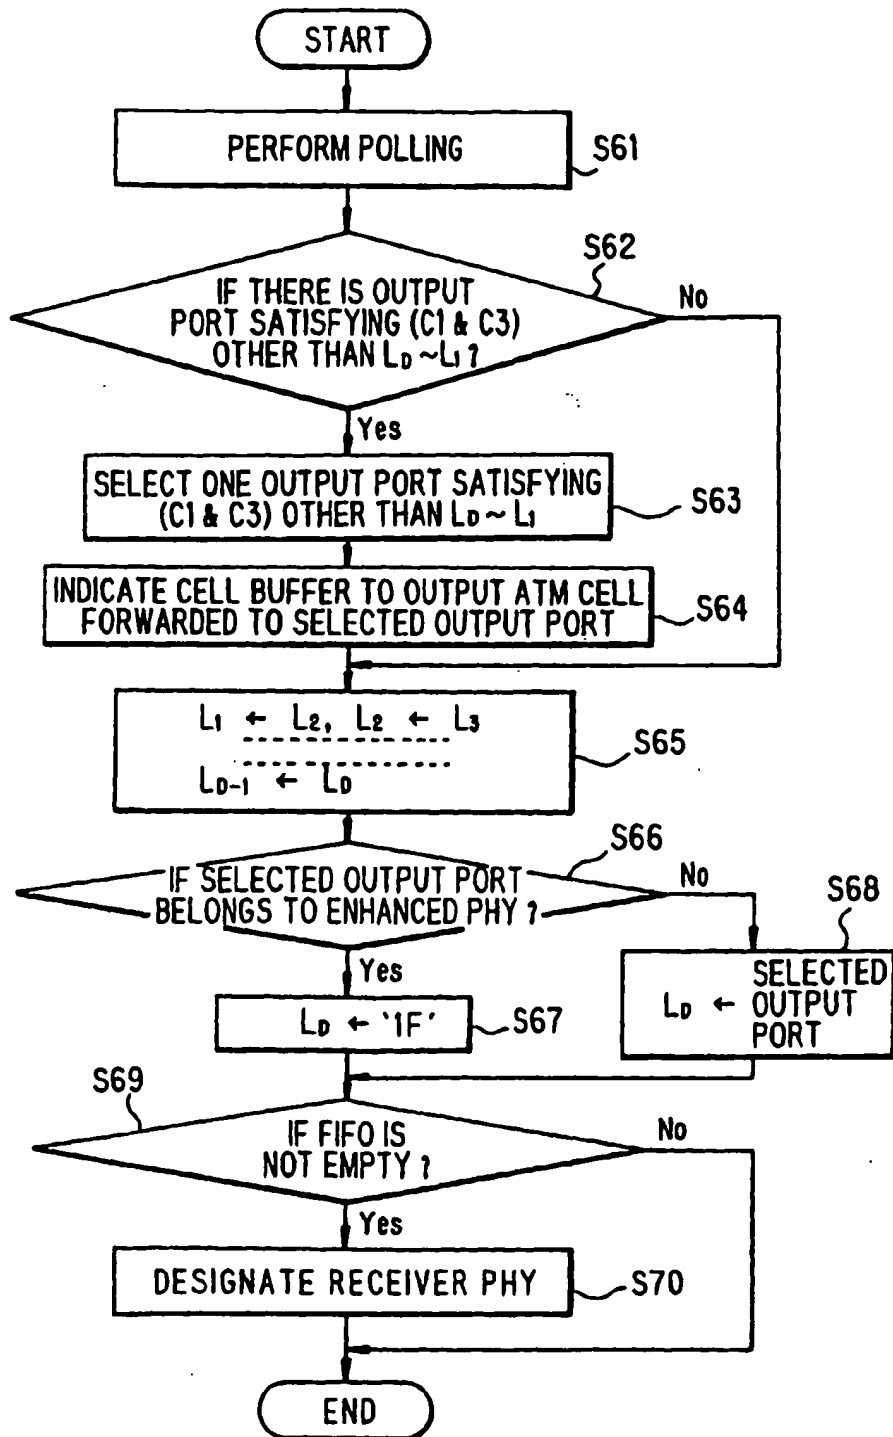 START
PERFORM POLLING
S61
S62
IF THERE IS OUTPUT
PORT SATISFYING (C1 & C3)
OTHER THAN LD ~ L1 ?
No
Yes
SELECT ONE OUTPUT PORT SATISFYING
(C1 & C3) OTHER THAN LD ~ L1
S63
INDICATE CELL BUFFER TO OUTPUT ATM CELL
FORWARDED TO SELECTED OUTPUT PORT
S64
L1 ← L2, L2 ← L3
LD-1 ← LD
S65
S66
IF SELECTED OUTPUT PORT
BELONGS TO ENHANCED PHY ?
No
Yes
S68
LD ← SELECTED
OUTPUT
PORT
LD ← '1F'
S67
S69
IF FIFO IS
NOT EMPTY ?
No
Yes
DESIGNATE RECEIVER PHY
S70
END